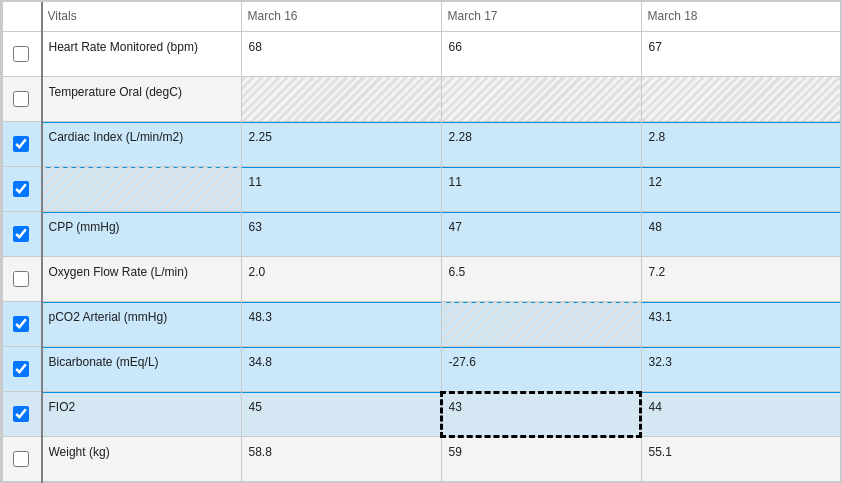 Vitals March 16 March 17 March 18
Heart Rate Monitored (bpm) 68 66 67
Temperature Oral (degC)
Cardiac Index (L/min/m2) 2.25 2.28 2.8
11 11 12
CPP (mmHg) 63 47 48
Oxygen Flow Rate (L/min) 2.0 6.5 7.2
pCO2 Arterial (mmHg) 48.3 43.1
Bicarbonate (mEq/L) 34.8 -27.6 32.3
FIO2 45 43 44
Weight (kg) 58.8 59 55.1